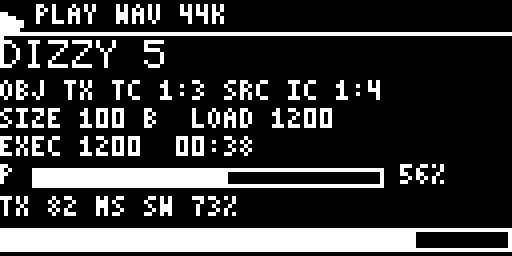 PLAY WAV 44K
DIZZY 5
OBJ TX TC 1:3 SRC IC 1:4
SIZE 100 B LOAD 1200
EXEC 1200 00:38
P 56%
TX 82 MS SW 73%